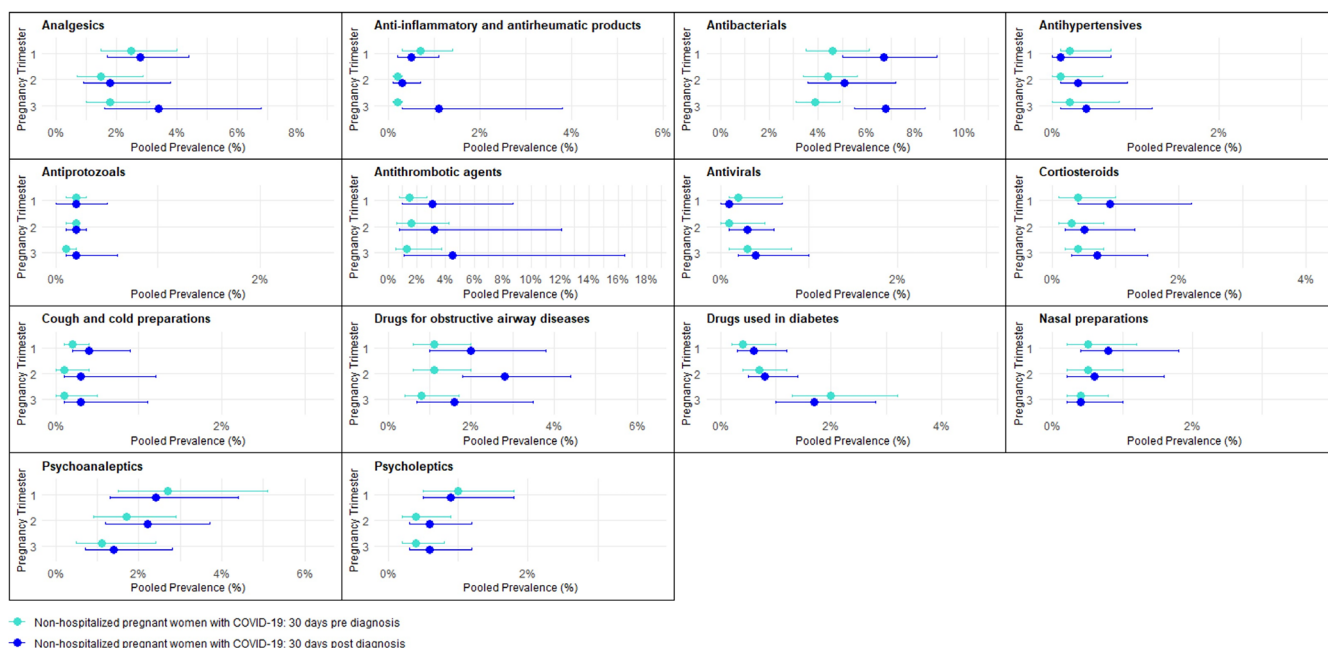 Analgesics
Pregnancy Trimester
1
2
3
0% 2% 4% 6% 8%
Pooled Prevalence (%)
Anti-inflammatory and antirheumatic products
Pregnancy Trimester
1
2
3
0% 2% 4% 6%
Pooled Prevalence (%)
Antibacterials
Pregnancy Trimester
1
2
3
0% 2% 4% 6% 8% 10%
Pooled Prevalence (%)
Antihypertensives
Pregnancy Trimester
1
2
3
0% 2%
Pooled Prevalence (%)
Antiprotozoals
Pregnancy Trimester
1
2
3
0% 2%
Pooled Prevalence (%)
Antithrombotic agents
Pregnancy Trimester
1
2
3
0% 2% 4% 6% 8% 10% 12% 14% 16% 18%
Pooled Prevalence (%)
Antivirals
Pregnancy Trimester
1
2
3
0% 2%
Pooled Prevalence (%)
Cortiosteroids
Pregnancy Trimester
1
2
3
0% 2% 4%
Pooled Prevalence (%)
Cough and cold preparations
Pregnancy Trimester
1
2
3
0% 2%
Pooled Prevalence (%)
Drugs for obstructive airway diseases
Pregnancy Trimester
1
2
3
0% 2% 4% 6%
Pooled Prevalence (%)
Drugs used in diabetes
Pregnancy Trimester
1
2
3
0% 2% 4%
Pooled Prevalence (%)
Nasal preparations
Pregnancy Trimester
1
2
3
0% 2%
Pooled Prevalence (%)
Psychoanaleptics
Pregnancy Trimester
1
2
3
0% 2% 4% 6%
Pooled Prevalence (%)
Psycholeptics
Pregnancy Trimester
1
2
3
0% 2%
Pooled Prevalence (%)
Non-hospitalized pregnant women with COVID-19: 30 days pre diagnosis
Non-hospitalized pregnant women with COVID-19: 30 days post diagnosis